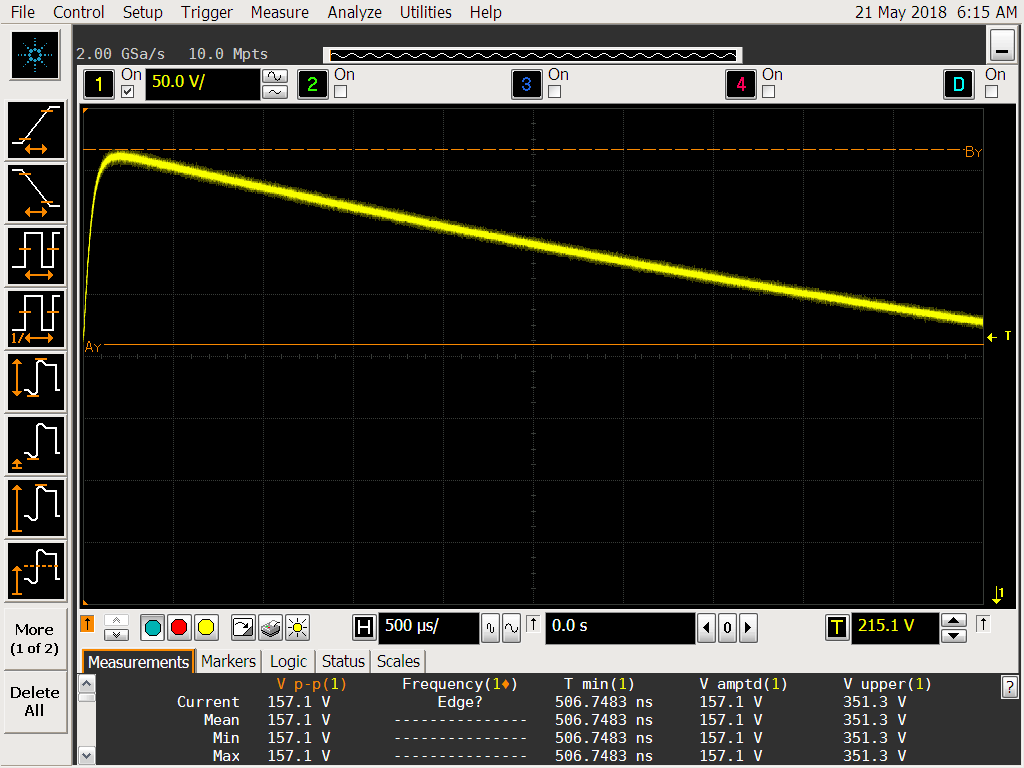 File Control Setup Trigger Measure Analyze Utilities Help 21 May 2018 6:15 AM
2.00 GSa/s 10.0 Mpts
1 On 50.0 V/ 2 On 3 On 4 On D On
BY
AY
T
1/
1
More
(1 of 2)
Delete
All
H 500 µs/ 0.0 s 0 T 215.1 V
Measurements Markers Logic Status Scales
V p-p(1) Frequency(1♦) T min(1) V amptd(1) V upper(1)
?
Current 157.1 V Edge? 506.7483 ns 157.1 V 351.3 V
Mean 157.1 V --------------- 506.7483 ns 157.1 V 351.3 V
Min 157.1 V --------------- 506.7483 ns 157.1 V 351.3 V
Max 157.1 V --------------- 506.7483 ns 157.1 V 351.3 V